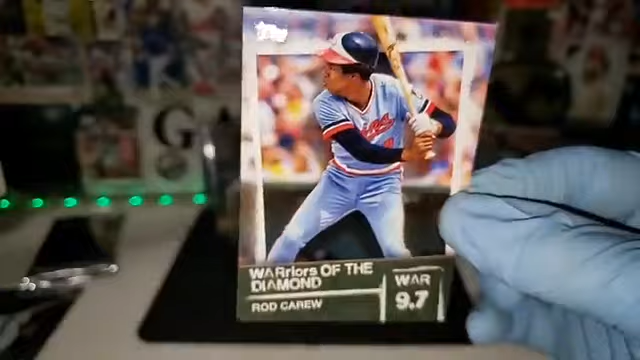 Topps
WARriors OF THE
DIAMOND
ROD CAREW
WAR
9.7
G